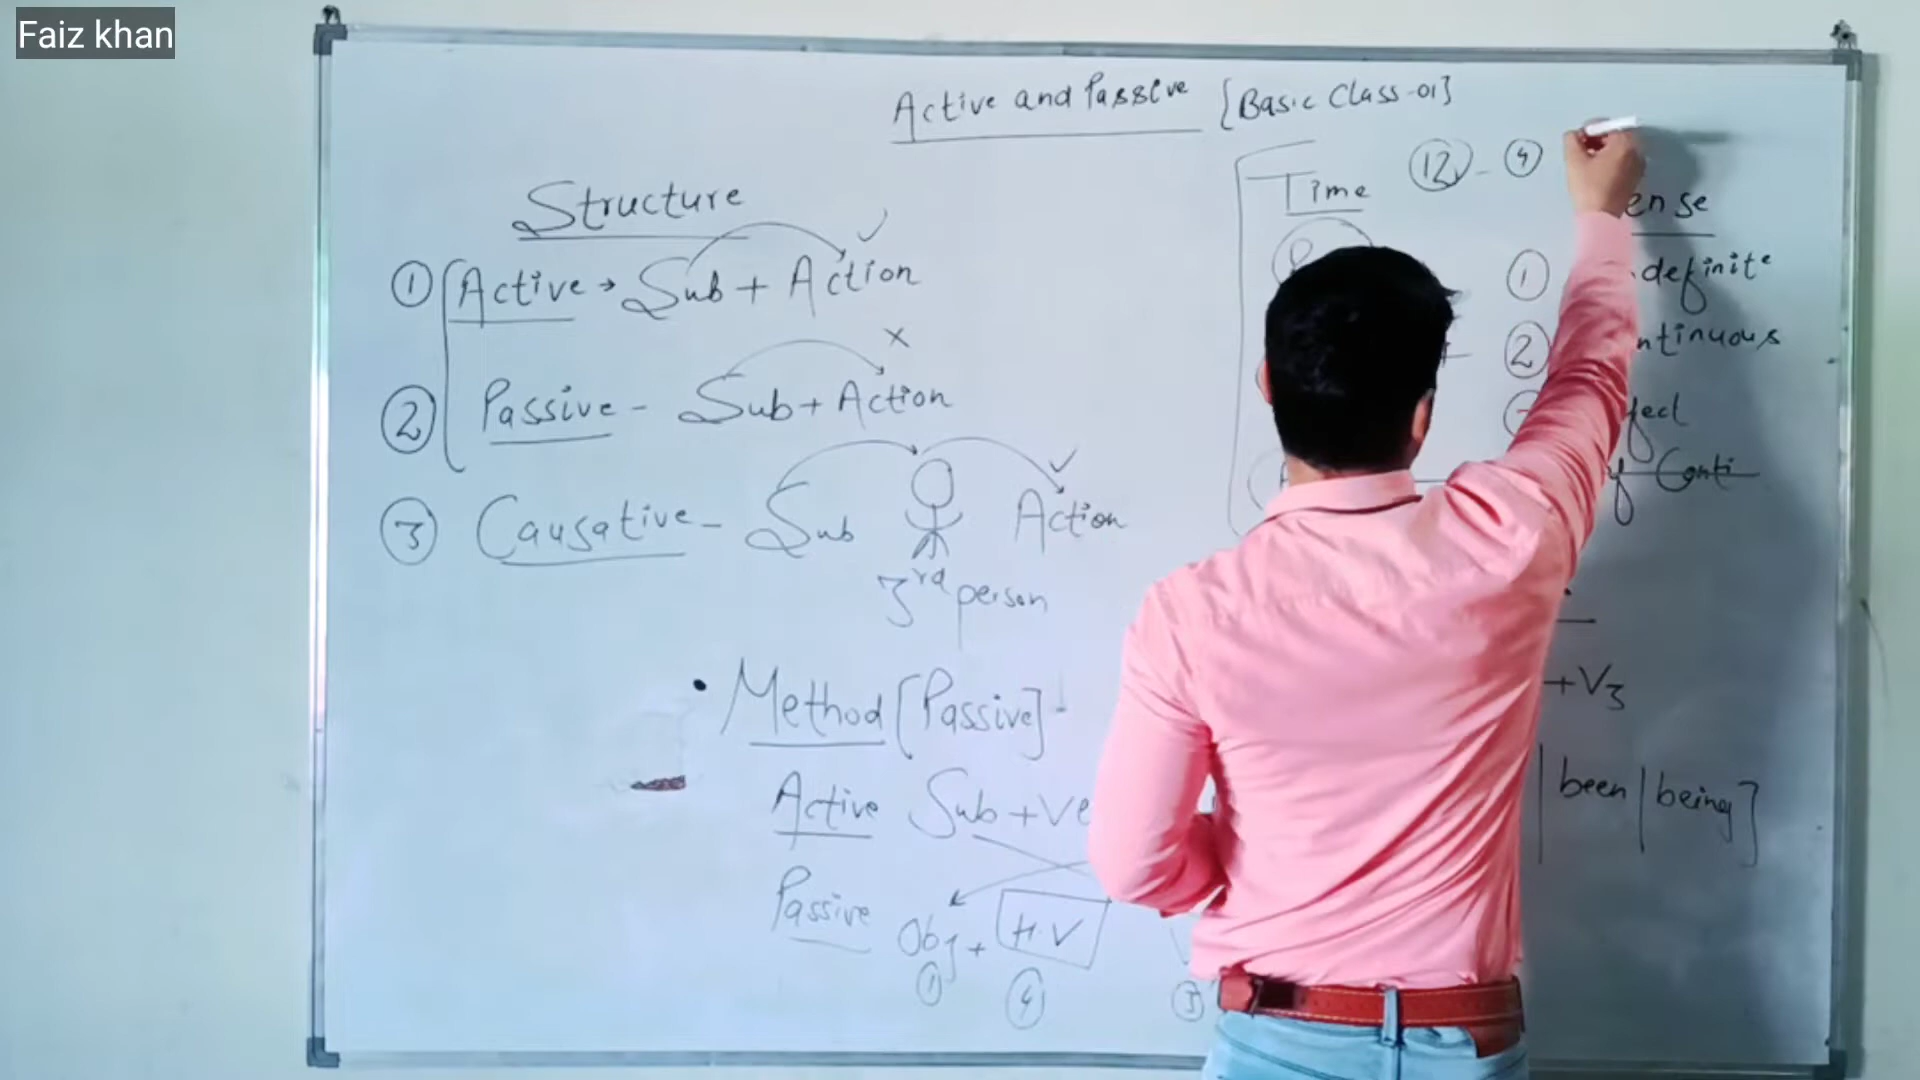 Faiz khan
Active and Passive [Basic Class-01]
Structure
① Active → Sub + Action ✓
② Passive - Sub + Action ×
③ Causative - Sub Action ✓
3rd person
Time ⑫ - ④
ense
① definite
② ntinuous
fect
Conti
• Method [Passive]
+V3
Active Sub + Ve
been | being]
Passive Obj + H.V
① ④ ③